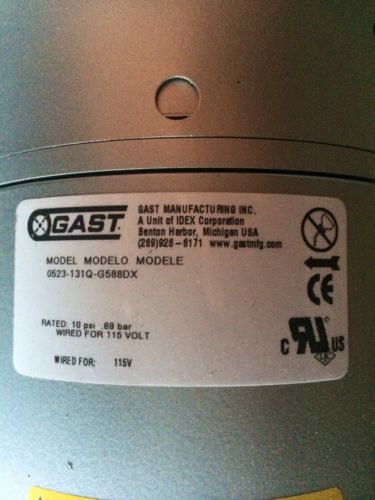 GAST
GAST MANUFACTURING INC.
A Unit of IDEX Corporation
Benton Harbor, Michigan USA
(269)926-6171 www.gastmfg.com
MODEL MODELO MODELE
0523-131Q-G588DX
RATED: 10 psi .69 bar
WIRED FOR 115 VOLT
WIRED FOR: 115V
CE
C US